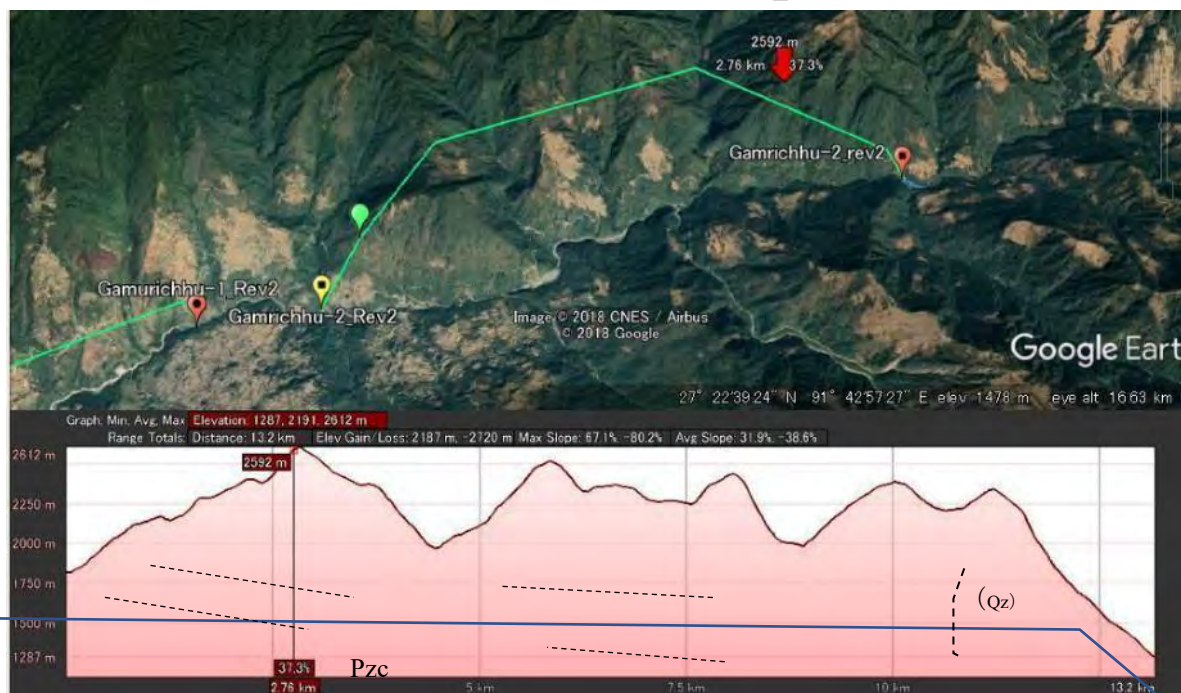 2592 m
2.76 km 37.3%
Gamrichhu-2_rev2
Gamurichhu-1_Rev2
Gamrichhu-2_Rev2
Image © 2018 CNES / Airbus
© 2018 Google
Google Eart
27° 22'39.24" N 91° 42'57.27" E elev 1478 m eye alt 16.63 km
Graph: Min, Avg, Max Elevation: 1287, 2191, 2612 m
Range Totals: Distance: 13.2 km Elev Gain/Loss: 2187 m, -2720 m Max Slope: 67.1%, -80.2% Avg Slope: 31.9%, -38.6%
2612 m
2592 m
2250 m
2000 m
1750 m
(Qz)
1500 m
1287 m
37.3%
Pzc
2.76 km
5 km
7.5 km
10 km
13.2 km